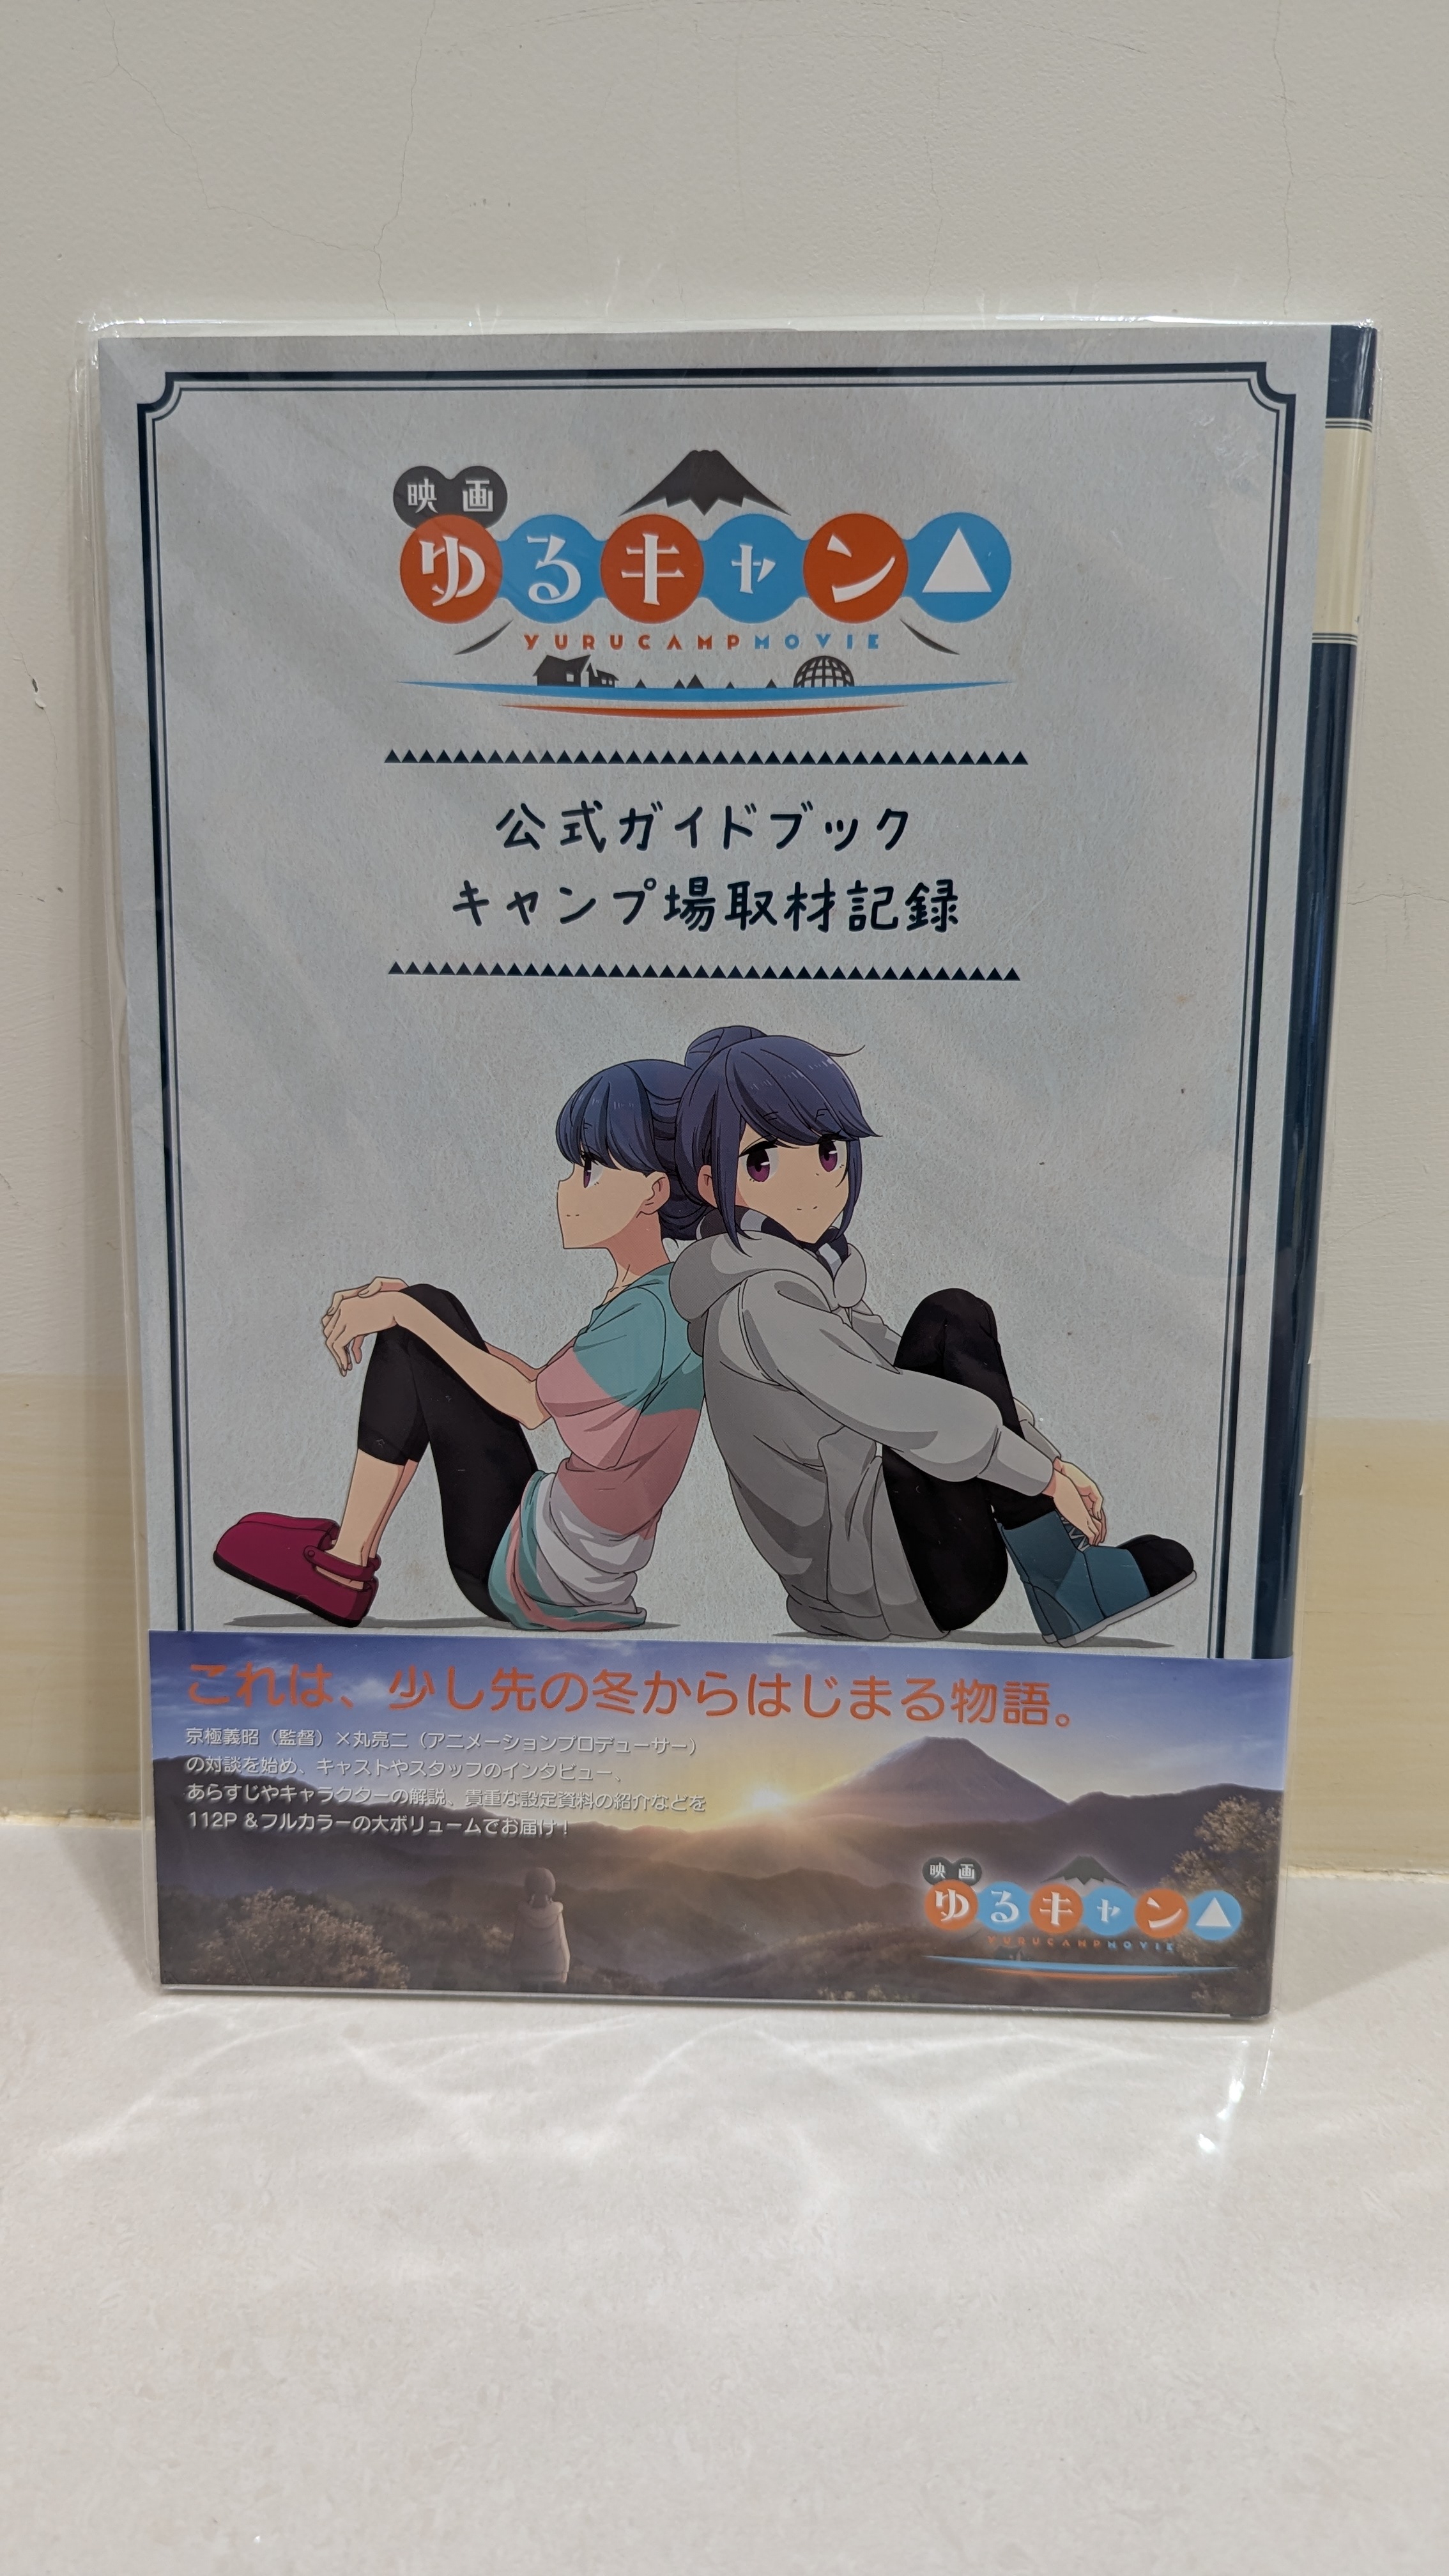 映画
ゆるキャン△
YURUCAMPMOVIE
公式ガイドブック
キャンプ場取材記録
これは、少し先の冬からはじまる物語。
京極義昭（監督）×丸亮二（アニメーションプロデューサー）
の対談を始め、キャストやスタッフのインタビュー、
あらすじやキャラクターの解説、貴重な設定資料の紹介などを
112P＆フルカラーの大ボリュームでお届け！
映画
ゆるキャン△
YURUCAMPMOVIE